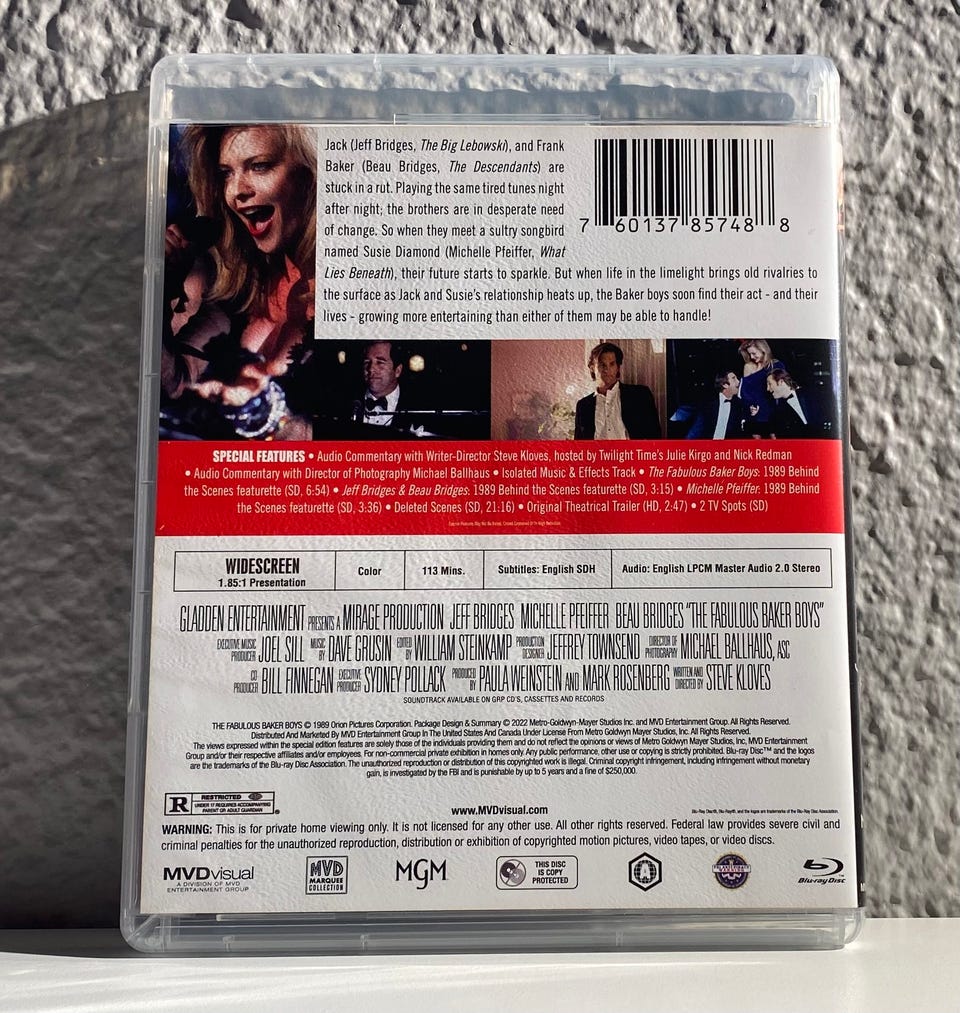 Jack (Jeff Bridges, The Big Lebowski), and Frank
Baker (Beau Bridges, The Descendants) are
stuck in a rut. Playing the same tired tunes night
after night; the brothers are in desperate need
of change. So when they meet a sultry songbird
named Susie Diamond (Michelle Pfeiffer, What
Lies Beneath), their future starts to sparkle. But when life in the limelight brings old rivalries to
the surface as Jack and Susie's relationship heats up, the Baker boys soon find their act - and their
lives - growing more entertaining than either of them may be able to handle!
7 60137 85748 8
SPECIAL FEATURES • Audio Commentary with Writer-Director Steve Kloves, hosted by Twilight Time's Julie Kirgo and Nick Redman
• Audio Commentary with Director of Photography Michael Ballhaus • Isolated Music & Effects Track • The Fabulous Baker Boys: 1989 Behind
the Scenes featurette (SD, 6:54) • Jeff Bridges & Beau Bridges: 1989 Behind the Scenes featurette (SD, 3:15) • Michelle Pfeiffer: 1989 Behind
the Scenes featurette (SD, 3:36) • Deleted Scenes (SD, 21:16) • Original Theatrical Trailer (HD, 2:47) • 2 TV Spots (SD)
WIDESCREEN
1.85:1 Presentation
Color
113 Mins.
Subtitles: English SDH
Audio: English LPCM Master Audio 2.0 Stereo
GLADDEN ENTERTAINMENT PRESENTS A MIRAGE PRODUCTION JEFF BRIDGES MICHELLE PFEIFFER BEAU BRIDGES "THE FABULOUS BAKER BOYS"
EXECUTIVE MUSIC PRODUCER JOEL SILL MUSIC BY DAVE GRUSIN EDITED BY WILLIAM STEINKAMP PRODUCTION DESIGNER JEFFREY TOWNSEND DIRECTOR OF PHOTOGRAPHY MICHAEL BALLHAUS, ASC
CO PRODUCER BILL FINNEGAN EXECUTIVE PRODUCER SYDNEY POLLACK PRODUCED BY PAULA WEINSTEIN AND MARK ROSENBERG WRITTEN AND DIRECTED BY STEVE KLOVES
SOUNDTRACK AVAILABLE ON GRP CD'S, CASSETTES AND RECORDS
THE FABULOUS BAKER BOYS © 1989 Orion Pictures Corporation. Package Design & Summary © 2022 Metro-Goldwyn-Mayer Studios Inc. and MVD Entertainment Group. All Rights Reserved.
Distributed And Marketed By MVD Entertainment Group In The United States And Canada Under License From Metro Goldwyn Mayer Studios Inc. All Rights Reserved.
The views expressed within the special edition features are solely those of the individuals providing them and do not reflect the opinions or views of Metro Goldwyn Mayer Studios, Inc, MVD Entertainment
Group and/or their respective affiliates and/or employees. For non-commercial private exhibition in homes only. Any public performance, other use or copying is strictly prohibited. Blu-ray Disc™ and the logos
are the trademarks of the Blu-ray Disc Association. The unauthorized reproduction or distribution of this copyrighted work is illegal. Criminal copyright infringement, including infringement without monetary
gain, is investigated by the FBI and is punishable by up to 5 years and a fine of $250,000.
R RESTRICTED
UNDER 17 REQUIRES ACCOMPANYING
PARENT OR ADULT GUARDIAN
www.MVDvisual.com
WARNING: This is for private home viewing only. It is not licensed for any other use. All other rights reserved. Federal law provides severe civil and
criminal penalties for the unauthorized reproduction, distribution or exhibition of copyrighted motion pictures, video tapes, or video discs.
MVDvisual
A DIVISION OF MVD
ENTERTAINMENT GROUP
MVD
MARQUEE
COLLECTION
MGM
THIS DISC
IS COPY
PROTECTED
Blu-ray Disc